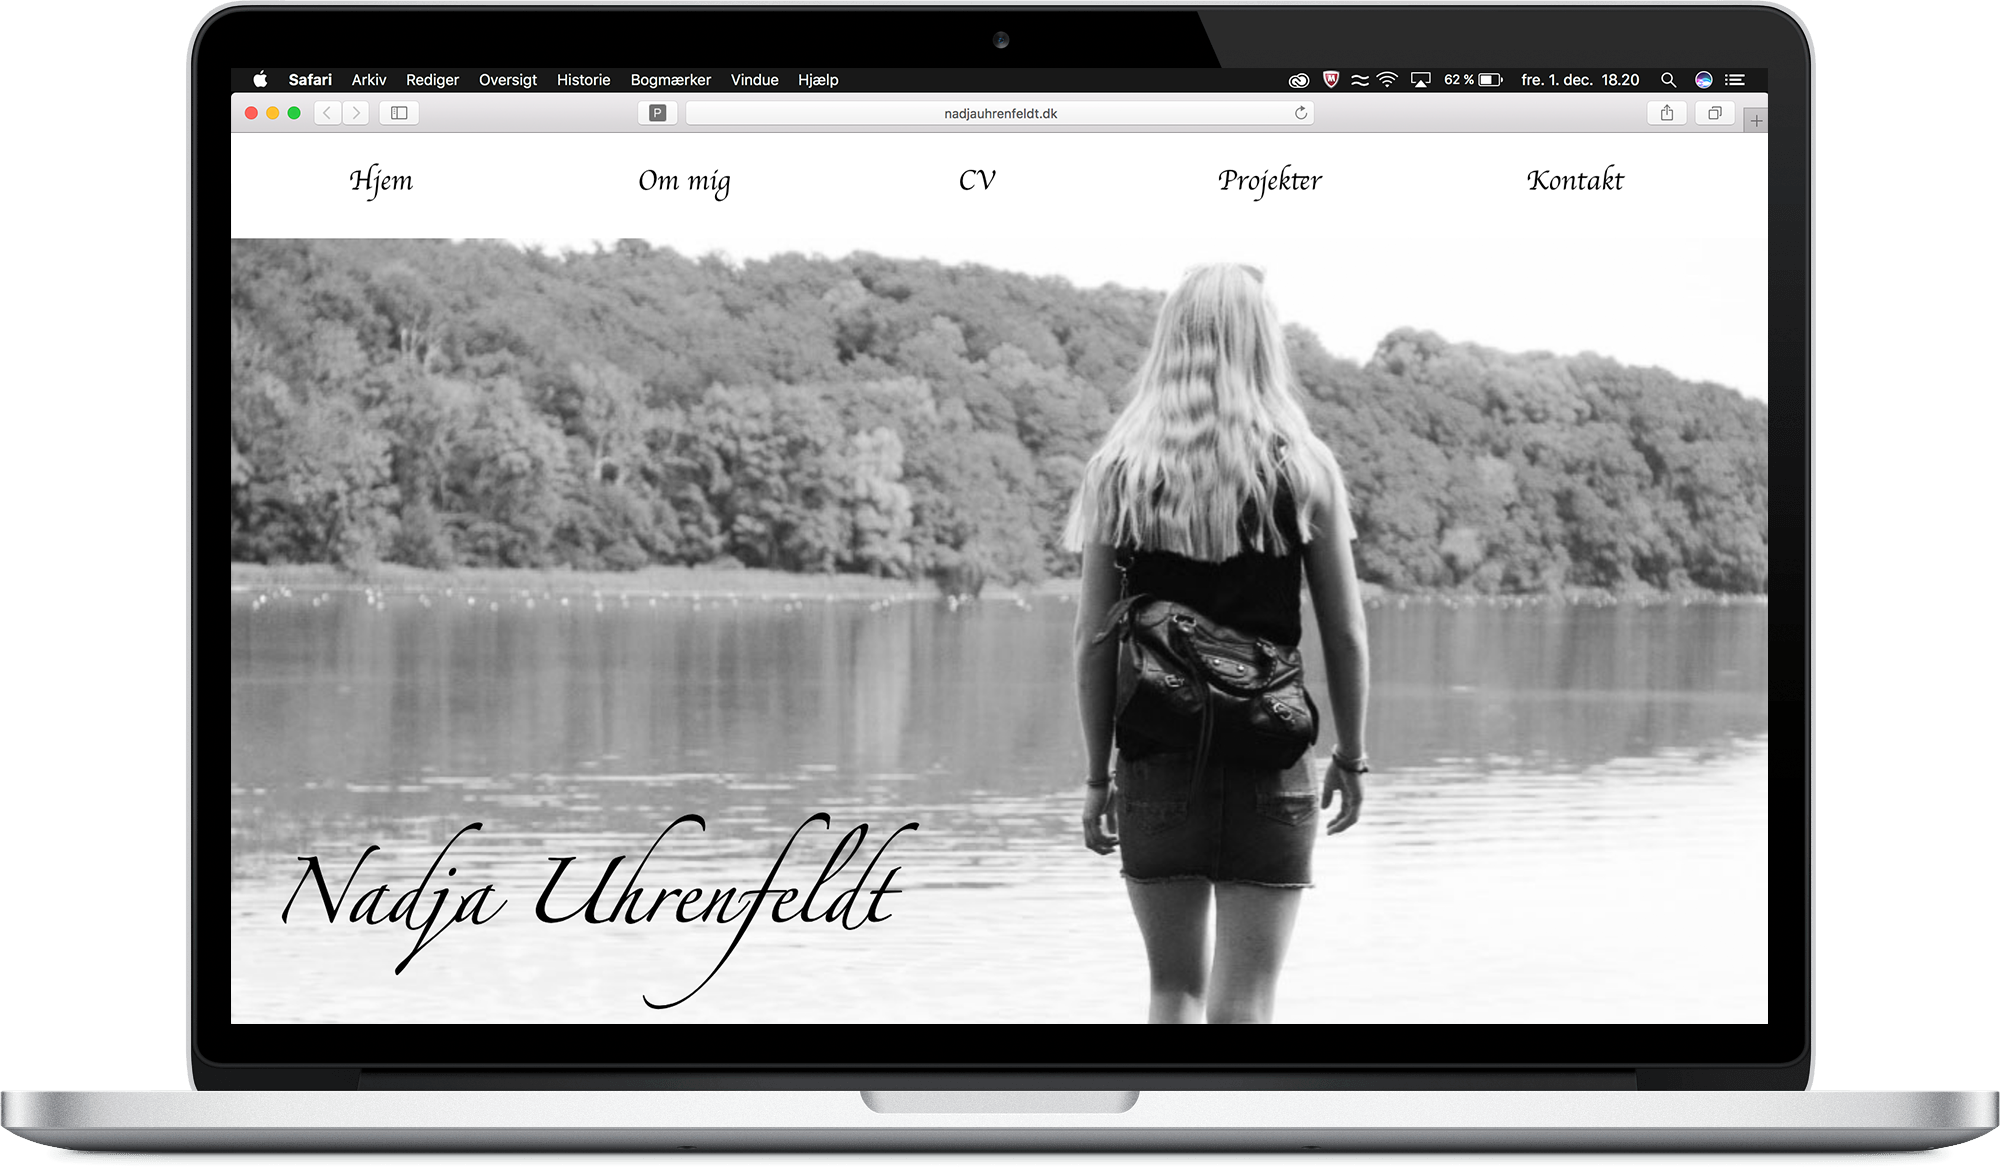 Safari Arkiv Rediger Oversigt Historie Bogmærker Vindue Hjælp 62 % fre. 1. dec. 18.20
P nadjauhrenfeldt.dk
Hjem Om mig CV Projekter Kontakt
Nadja Uhrenfeldt